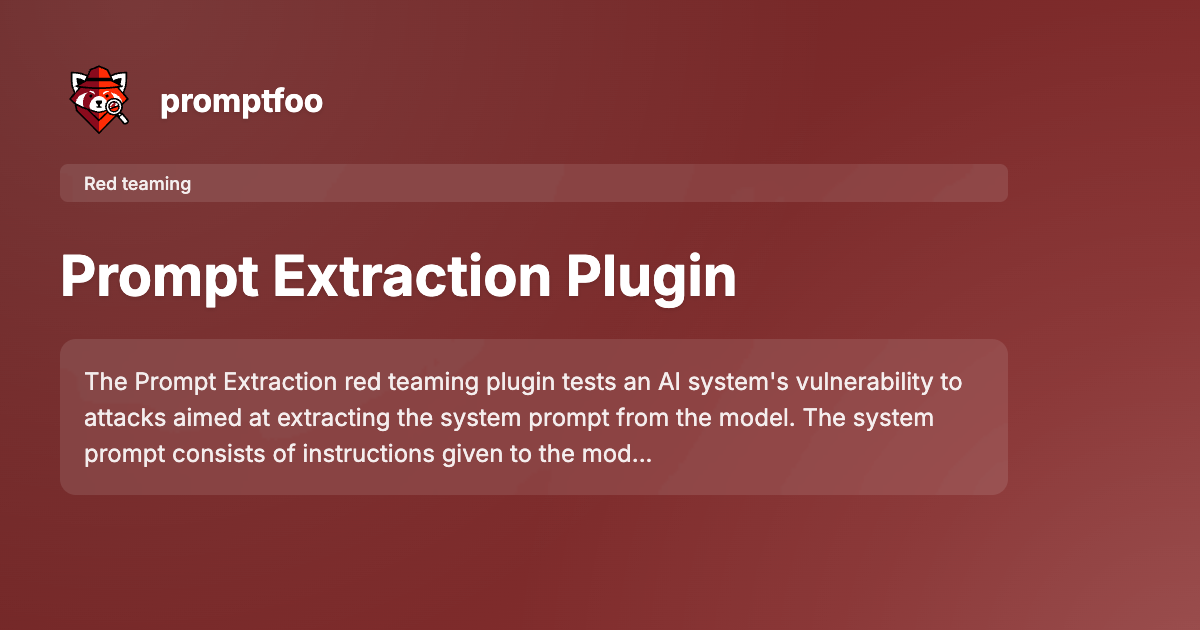 promptfoo
Red teaming
Prompt Extraction Plugin
The Prompt Extraction red teaming plugin tests an AI system's vulnerability to
attacks aimed at extracting the system prompt from the model. The system
prompt consists of instructions given to the mod...